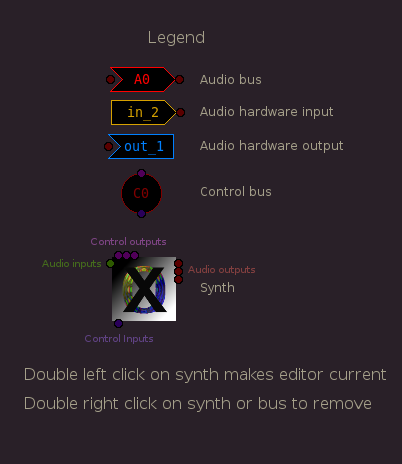 Legend
A0 Audio bus
in_2 Audio hardware input
out_1 Audio hardware output
C0 Control bus
Control outputs
Audio inputs
Audio outputs
X
Synth
Control Inputs
Double left click on synth makes editor current
Double right click on synth or bus to remove